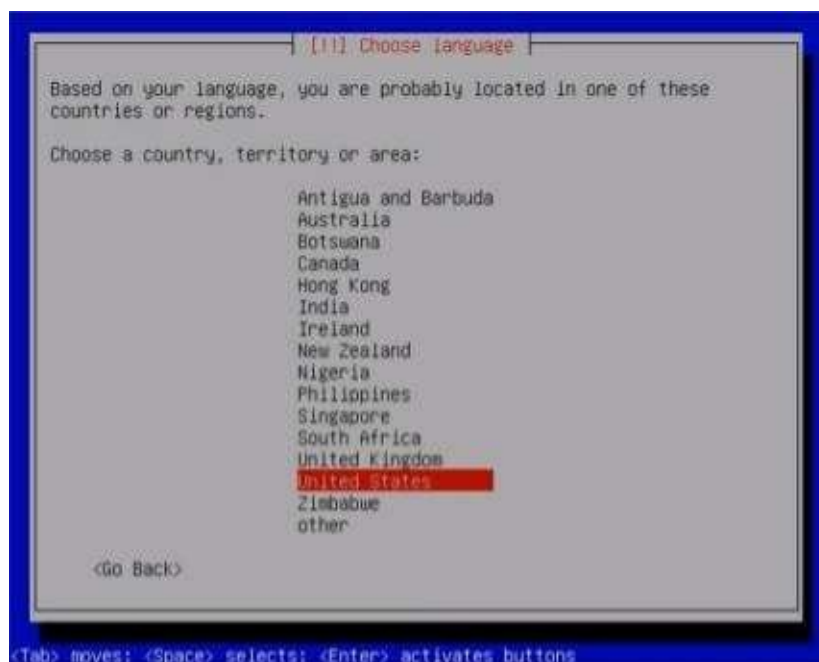 [!!] Choose language
Based on your language, you are probably located in one of these
countries or regions.
Choose a country, territory or area:
Antigua and Barbuda
Australia
Botswana
Canada
Hong Kong
India
Ireland
New Zealand
Nigeria
Philippines
Singapore
South Africa
United Kingdom
United States
Zimbabwe
other
<Go Back>
<Tab> moves; <Space> selects; <Enter> activates buttons